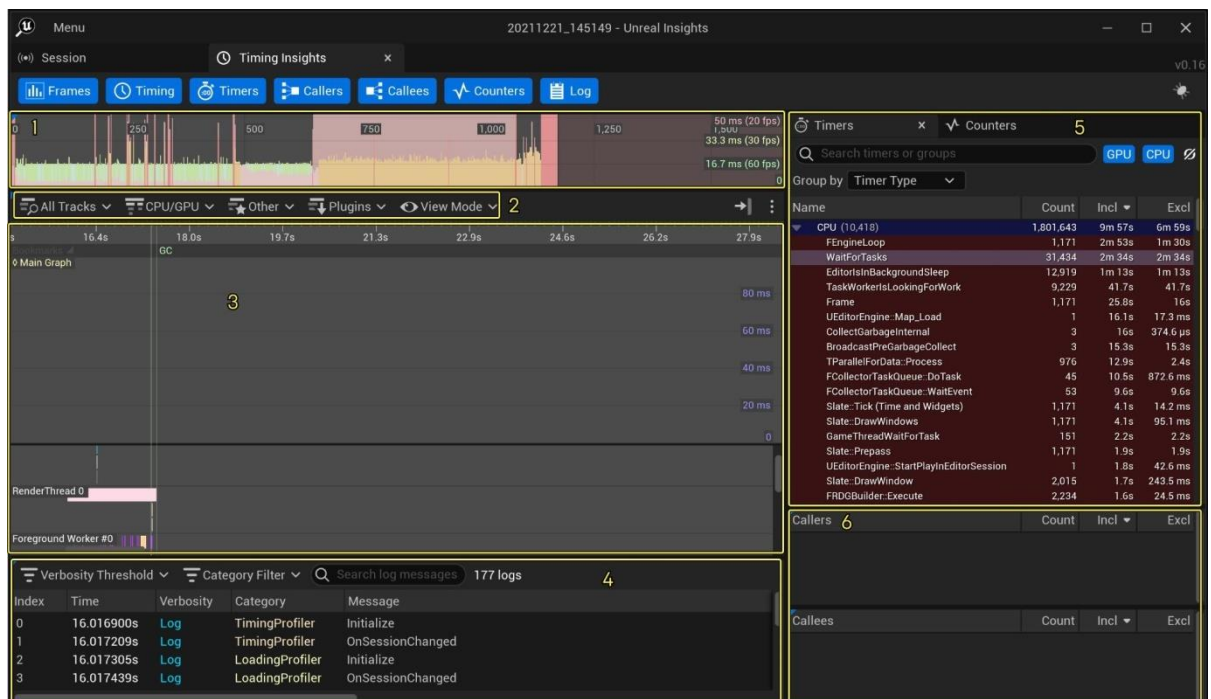 Menu
20211221_145149 - Unreal Insights
Session
Timing Insights
v0.16
Frames Timing Timers Callers Callees Counters Log
1
0 250 500 750 1,000 1,250 1,500
50 ms (20 fps)
33.3 ms (30 fps)
16.7 ms (60 fps)
0
All Tracks CPU/GPU Other Plugins View Mode 2
16.4s 18.0s 19.7s 21.3s 22.9s 24.6s 26.2s 27.9s
Bookmarks GC
Main Graph
3
80 ms
60 ms
40 ms
20 ms
0
RenderThread 0
Foreground Worker #0
Verbosity Threshold Category Filter Search log messages 177 logs 4
Index Time Verbosity Category Message
0 16.016900s Log TimingProfiler Initialize
1 16.017209s Log TimingProfiler OnSessionChanged
2 16.017305s Log LoadingProfiler Initialize
3 16.017439s Log LoadingProfiler OnSessionChanged
Timers Counters 5
Search timers or groups GPU CPU
Group by Timer Type
Name Count Incl Excl
CPU (10,418) 1,801,643 9m 57s 6m 59s
FEngineLoop 1,171 2m 53s 1m 30s
WaitForTasks 31,434 2m 34s 2m 34s
EditorIsInBackgroundSleep 12,919 1m 13s 1m 13s
TaskWorkerIsLookingForWork 9,229 41.7s 41.7s
Frame 1,171 25.8s 16s
UEditorEngine::Map_Load 1 16.1s 17.3 ms
CollectGarbageInternal 3 16s 374.6 µs
BroadcastPreGarbageCollect 3 15.3s 15.3s
TParallelForData::Process 976 12.9s 2.4s
FCollectorTaskQueue::DoTask 45 10.5s 872.6 ms
FCollectorTaskQueue::WaitEvent 53 9.6s 9.6s
Slate::Tick (Time and Widgets) 1,171 4.1s 14.2 ms
Slate::DrawWindows 1,171 4.1s 95.1 ms
GameThreadWaitForTask 151 2.2s 2.2s
Slate::Prepass 1,171 1.9s 1.9s
UEditorEngine::StartPlayInEditorSession 1 1.8s 42.6 ms
Slate::DrawWindow 2,015 1.7s 243.5 ms
FRDGBuilder::Execute 2,234 1.6s 24.5 ms
Callers 6 Count Incl Excl
Callees Count Incl Excl